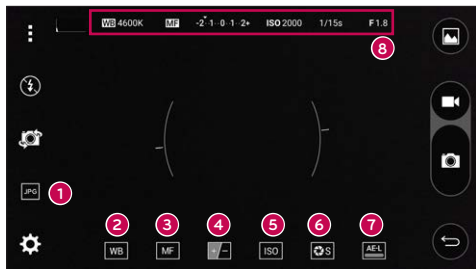 WB 4600K MF -2··1··0··1··2+ ISO 2000 1/15s F 1.8
8
JPG 1
2 3 4 5 6 7
WB MF +/- ISO S AE-L